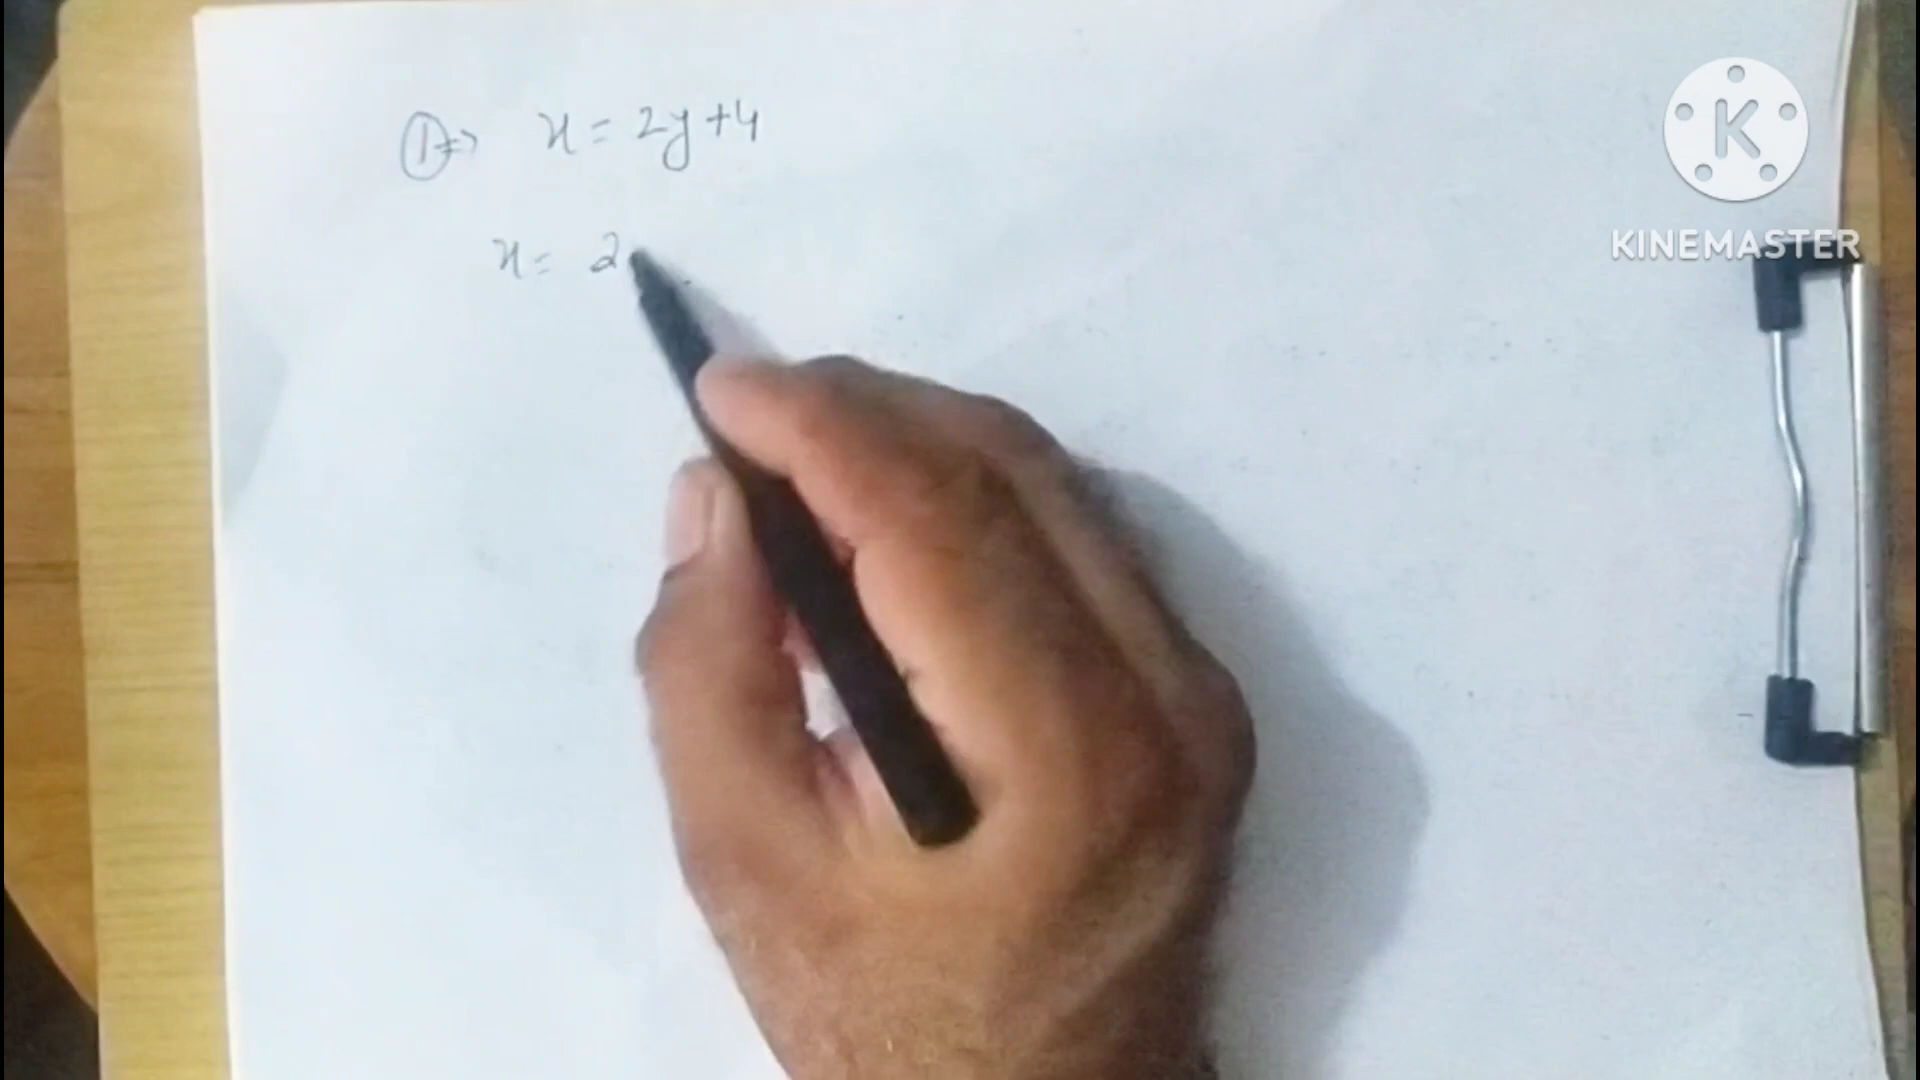 ① => x = 2y+4
x = 2
K
KINEMASTER